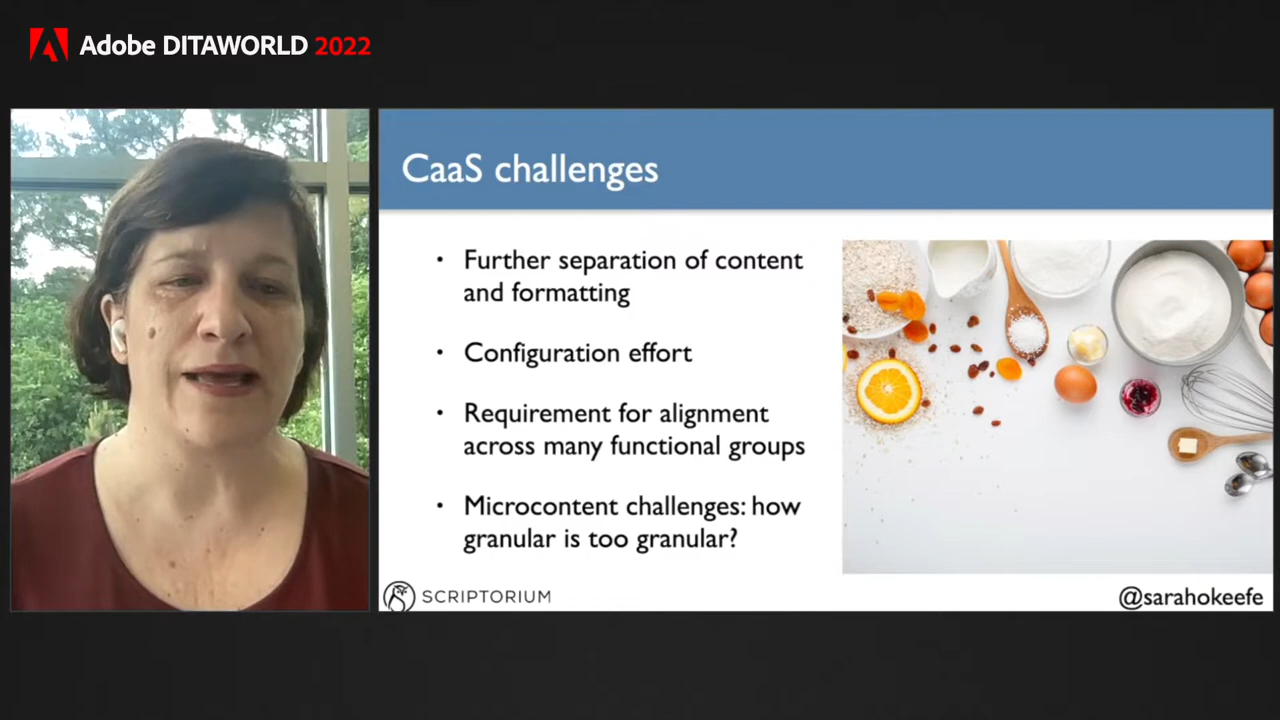 Adobe DITAWORLD 2022
CaaS challenges
• Further separation of content
and formatting
• Configuration effort
• Requirement for alignment
across many functional groups
• Microcontent challenges: how
granular is too granular?
SCRIPTORIUM
@sarahokeefe